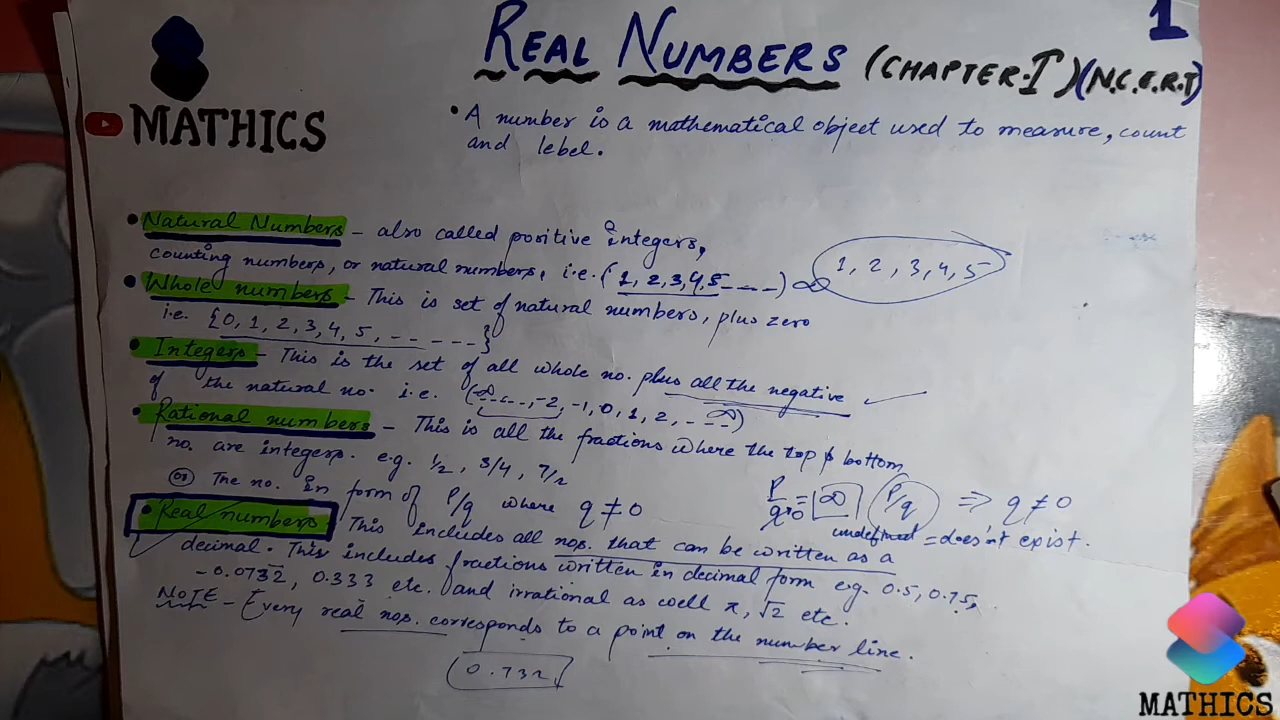 REAL NUMBERS (CHAPTER-I) (N.C.E.R.T)
1
MATHICS
• A number is a mathematical object used to measure, count
and lebel.
• Natural Numbers - also called positive integers,
counting numbers, or natural numbers, i.e. (1, 2, 3, 4, 5 - - - -) ∞
1, 2, 3, 4, 5
• Whole numbers - This is set of natural numbers, plus zero
i.e. {0, 1, 2, 3, 4, 5, - - - - - -}
• Integers - This is the set of all whole no. plus all the negative
of the natural no. i.e. (-∞ - - -, -2, -1, 0, 1, 2, - - - ∞)
• Rational numbers - This is all the fractions where the top & bottom
no. are integers. e.g. 1/2, 3/4, 7/2
(or) The no. in form of P/q where q ≠ 0
P/q=0 = ∞ P/q ⇒ q ≠ 0
undefined = does'nt exist.
• Real numbers This includes all nos. that can be written as a
decimal. This includes fractions written in decimal form e.g. 0.5, 0.75,
-0.0732, 0.333 etc. and irrational as well π, √2 etc.
NOTE - Every real nos. corresponds to a point on the number line.
0.732
MATHICS